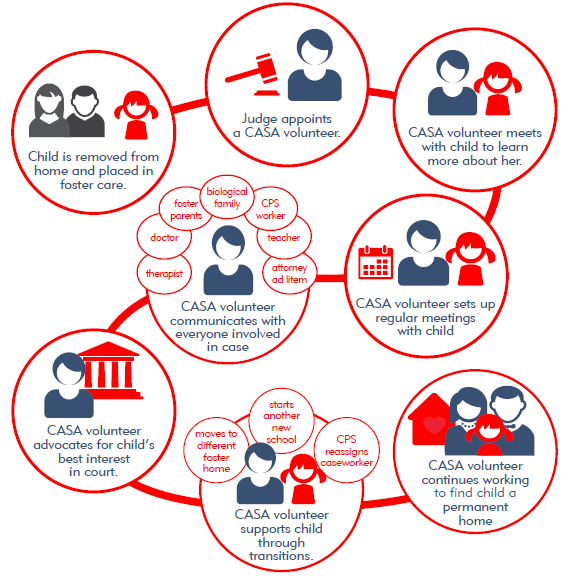 Child is removed from
home and placed in
foster care.
Judge appoints
a CASA volunteer.
CASA volunteer meets
with child to learn
more about her.
CASA volunteer sets up
regular meetings
with child
therapist
doctor
foster
parents
biological
family
CPS
worker
teacher
attorney
ad litem
CASA volunteer
communicates with
everyone involved
in case
CASA volunteer
advocates for child's
best interest
in court.
moves to
different
foster
home
starts
another
new
school
CPS
reassigns
caseworker
CASA volunteer
supports child
through
transitions.
CASA volunteer
continues working
to find child a
permanent
home